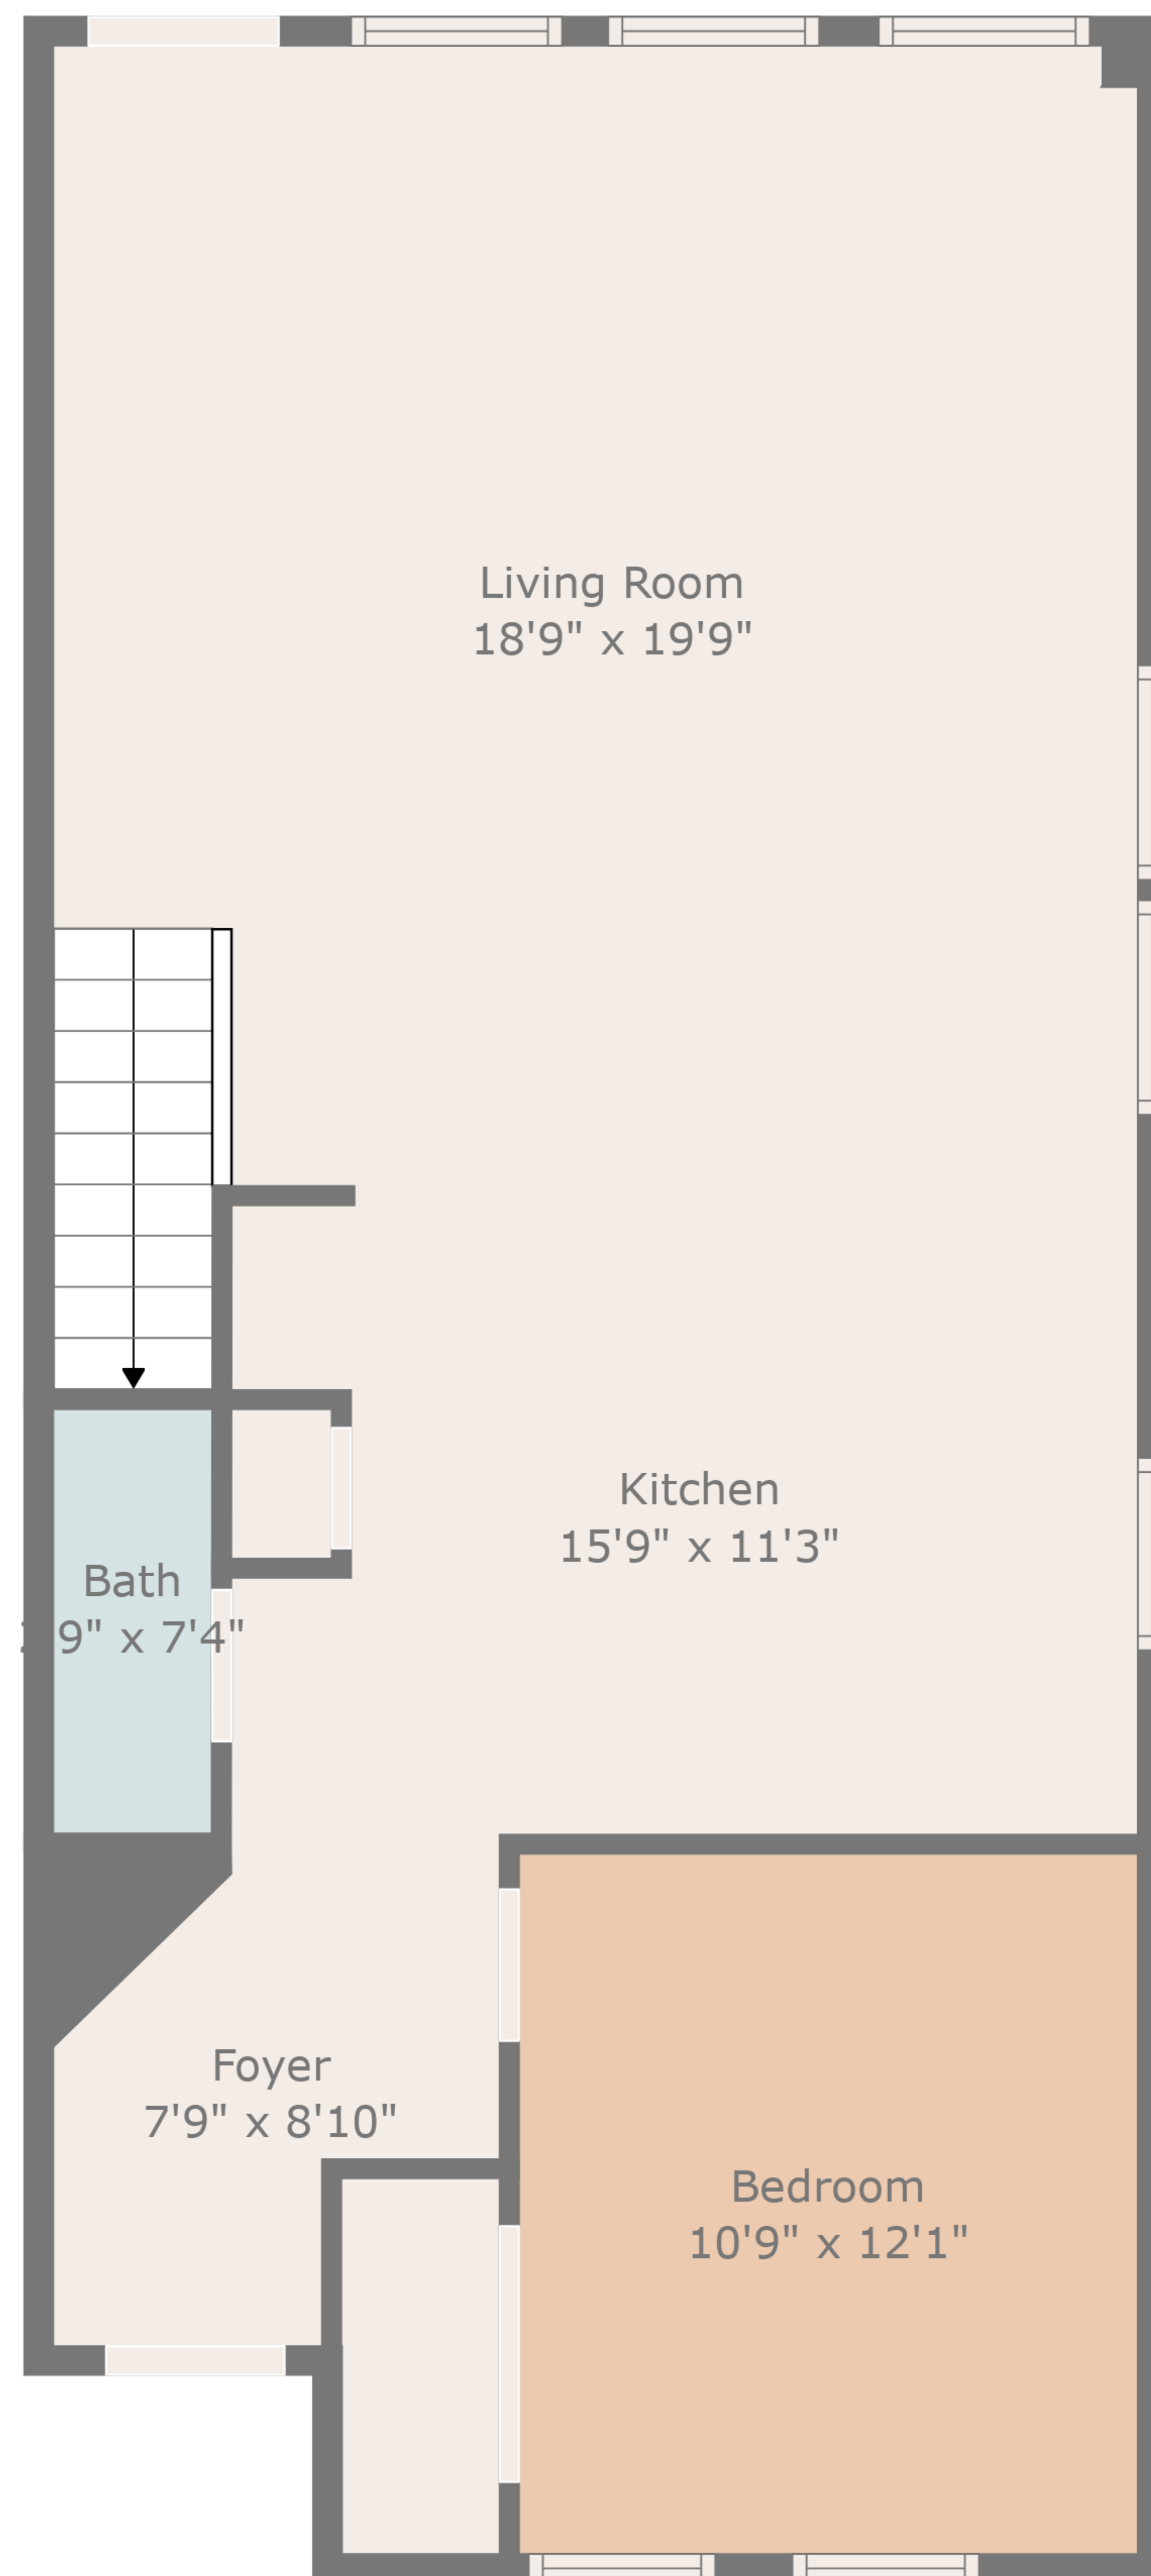 Living Room
18'9" x 19'9"
Kitchen
15'9" x 11'3"
Bath
9" x 7'4"
Foyer
7'9" x 8'10"
Bedroom
10'9" x 12'1"